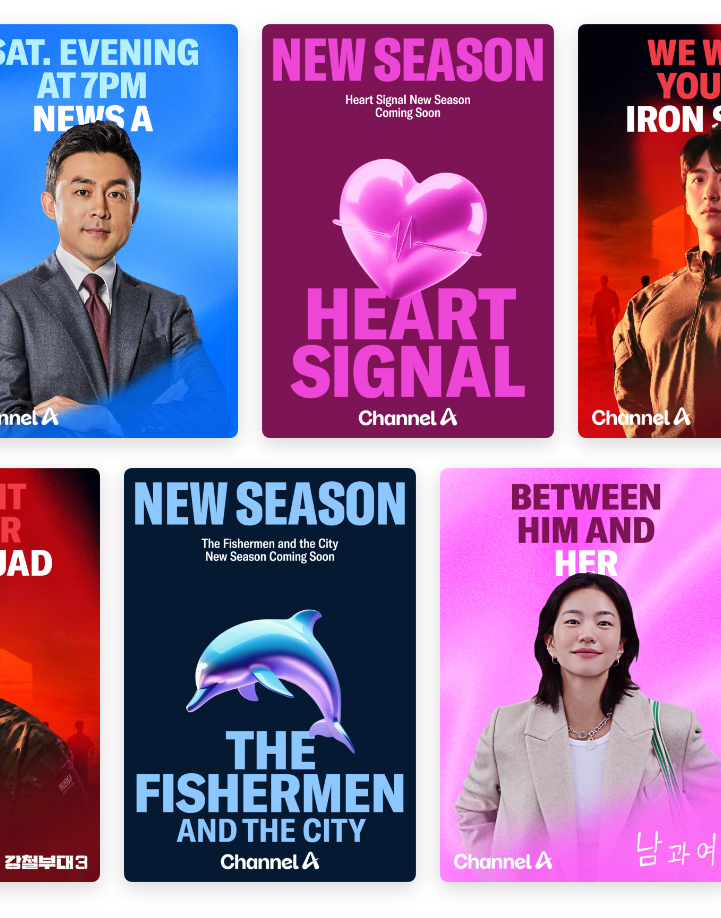 SAT. EVENING
AT 7PM
NEWS A
Channel A
NEW SEASON
Heart Signal New Season
Coming Soon
HEART
SIGNAL
Channel A
WE W
YOU
IRON S
Channel A
IT
R
UAD
강철부대3
NEW SEASON
The Fishermen and the City
New Season Coming Soon
THE
FISHERMEN
AND THE CITY
Channel A
BETWEEN
HIM AND
HER
Channel A
남과여